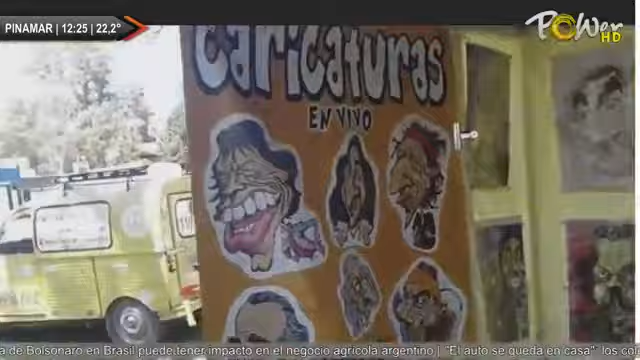 PINAMAR | 12:25 | 22,2°
POWer
HD
CARICATURAS
EN VIVO
a de Bolsonaro en Brasil puede tener impacto en el negocio agrícola argentino | "El auto se queda en casa": los co